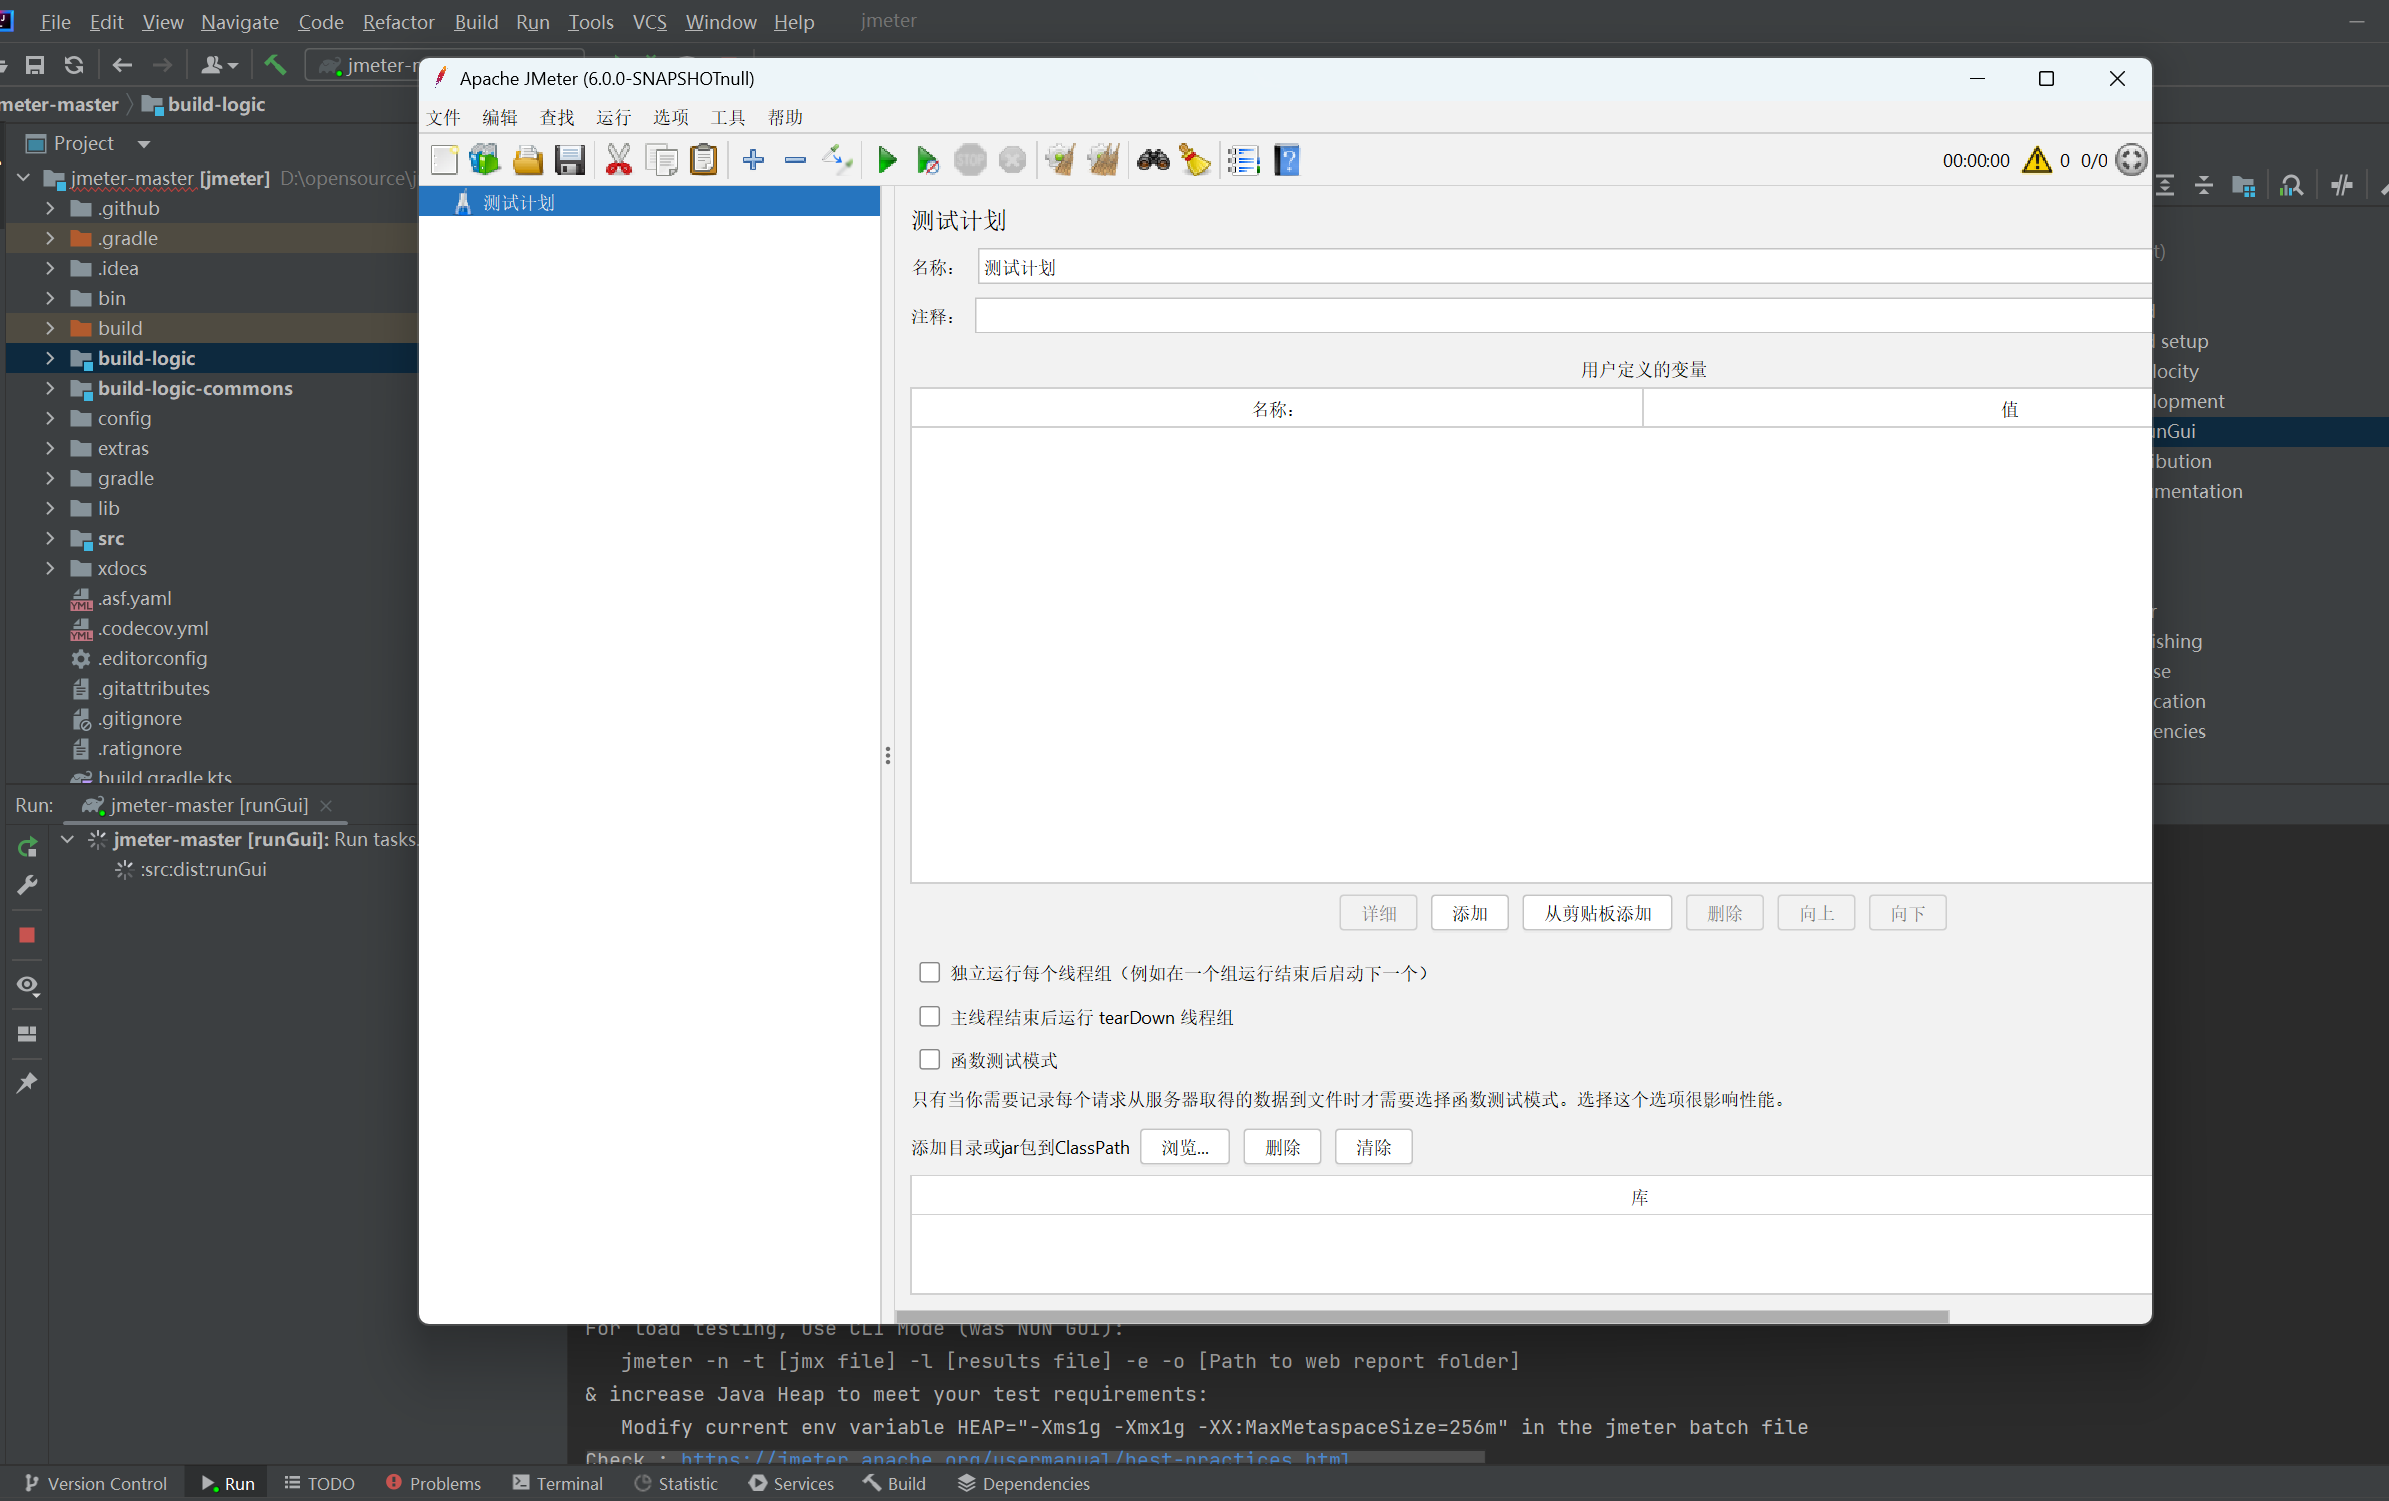 File Edit View Navigate Code Refactor Build Run Tools VCS Window Help jmeter
jmeter-r
meter-master build-logic
Project
jmeter-master [jmeter] D:\opensource\j
.github
.gradle
.idea
bin
build
build-logic
build-logic-commons
config
extras
gradle
lib
src
xdocs
.asf.yaml
.codecov.yml
.editorconfig
.gitattributes
.gitignore
.ratignore
build.gradle.kts
Apache JMeter (6.0.0-SNAPSHOTnull)
文件 编辑 查找 运行 选项 工具 帮助
STOP
00:00:00 0 0/0
测试计划
测试计划
名称： 测试计划
注释：
用户定义的变量
名称: 值
详细 添加 从剪贴板添加 删除 向上 向下
独立运行每个线程组（例如在一个组运行结束后启动下一个）
主线程结束后运行 tearDown 线程组
函数测试模式
只有当你需要记录每个请求从服务器取得的数据到文件时才需要选择函数测试模式。选择这个选项很影响性能。
添加目录或jar包到ClassPath 浏览... 删除 清除
库
t)
setup
locity
lopment
unGui
ibution
mentation
ishing
se
cation
encies
Run: jmeter-master [runGui]
jmeter-master [runGui]: Run tasks.
:src:dist:runGui
For load testing, use CLI Mode (was NON GUI):
jmeter -n -t [jmx file] -l [results file] -e -o [Path to web report folder]
& increase Java Heap to meet your test requirements:
Modify current env variable HEAP="-Xms1g -Xmx1g -XX:MaxMetaspaceSize=256m" in the jmeter batch file
Check : https://jmeter.apache.org/usermanual/best-practices.html
Version Control Run TODO Problems Terminal Statistic Services Build Dependencies